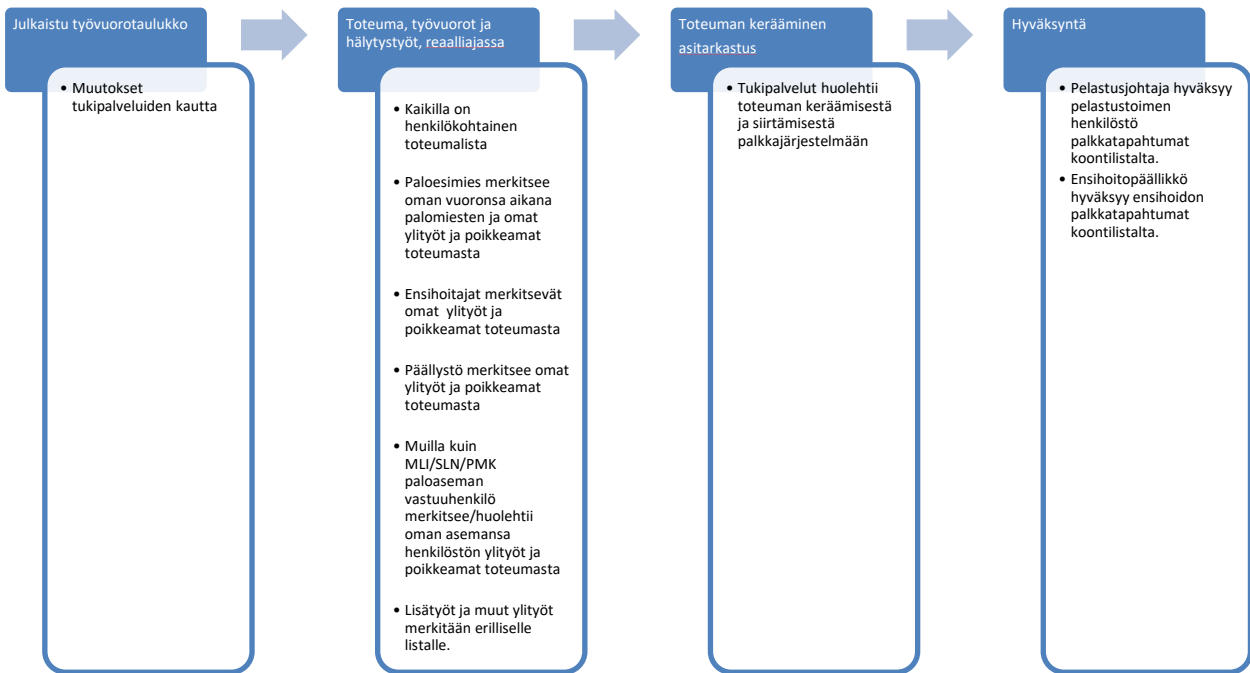 Julkaistu työvuorotaulukko
• Muutokset
tukipalveluiden kautta
Toteuma, työvuorot ja
hälytystyöt, reaalliajassa
• Kaikilla on
henkilökohtainen
toteumalista
• Paloesimies merkitsee
oman vuoronsa aikana
palomiesten ja omat
ylityöt ja poikkeamat
toteumasta
• Ensihoitajat merkitsevät
omat ylityöt ja
poikkeamat toteumasta
• Päällystö merkitsee omat
ylityöt ja poikkeamat
toteumasta
• Muilla kuin
MLI/SLN/PMK
paloaseman
vastuuhenkilö
merkitsee/huolehtii
oman asemansa
henkilöstön ylityöt ja
poikkeamat toteumasta
• Lisätyöt ja muut ylityöt
merkitään erilliselle
listalle.
Toteuman kerääminen
asitarkastus
• Tukipalvelut huolehtii
toteuman keräämisestä
ja siirtämisestä
palkkajärjestelmään
Hyväksyntä
• Pelastusjohtaja hyväksyy
pelastustoimen
henkilöstö
palkkatapahtumat
koontilistalta.
• Ensihoitopäällikkö
hyväksyy ensihoidon
palkkatapahtumat
koontilistalta.